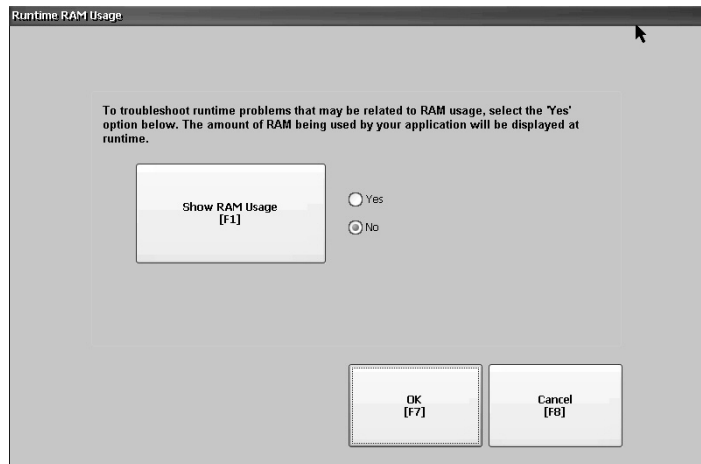 Runtime RAM Usage
To troubleshoot runtime problems that may be related to RAM usage, select the 'Yes'
option below. The amount of RAM being used by your application will be displayed at
runtime.
Show RAM Usage
[F1]
Yes
No
OK
[F7]
Cancel
[F8]